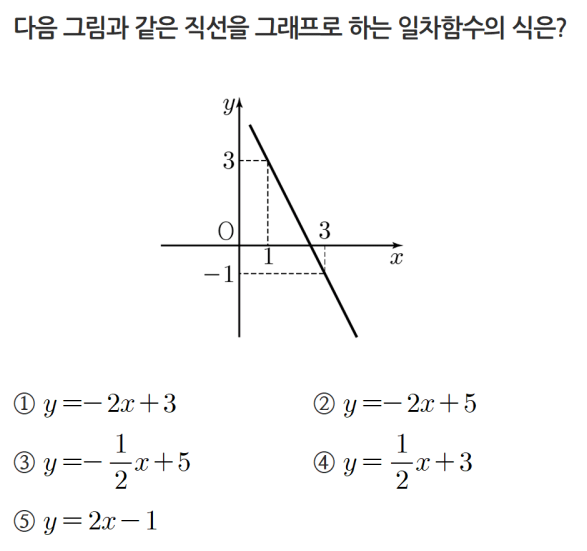 다음 그림과 같은 직선을 그래프로 하는 일차함수의 식은?
y
3
O 3
1 x
−1
① y=−2x+3 ② y=−2x+5
③ y=−1/2x+5 ④ y=1/2x+3
⑤ y=2x−1